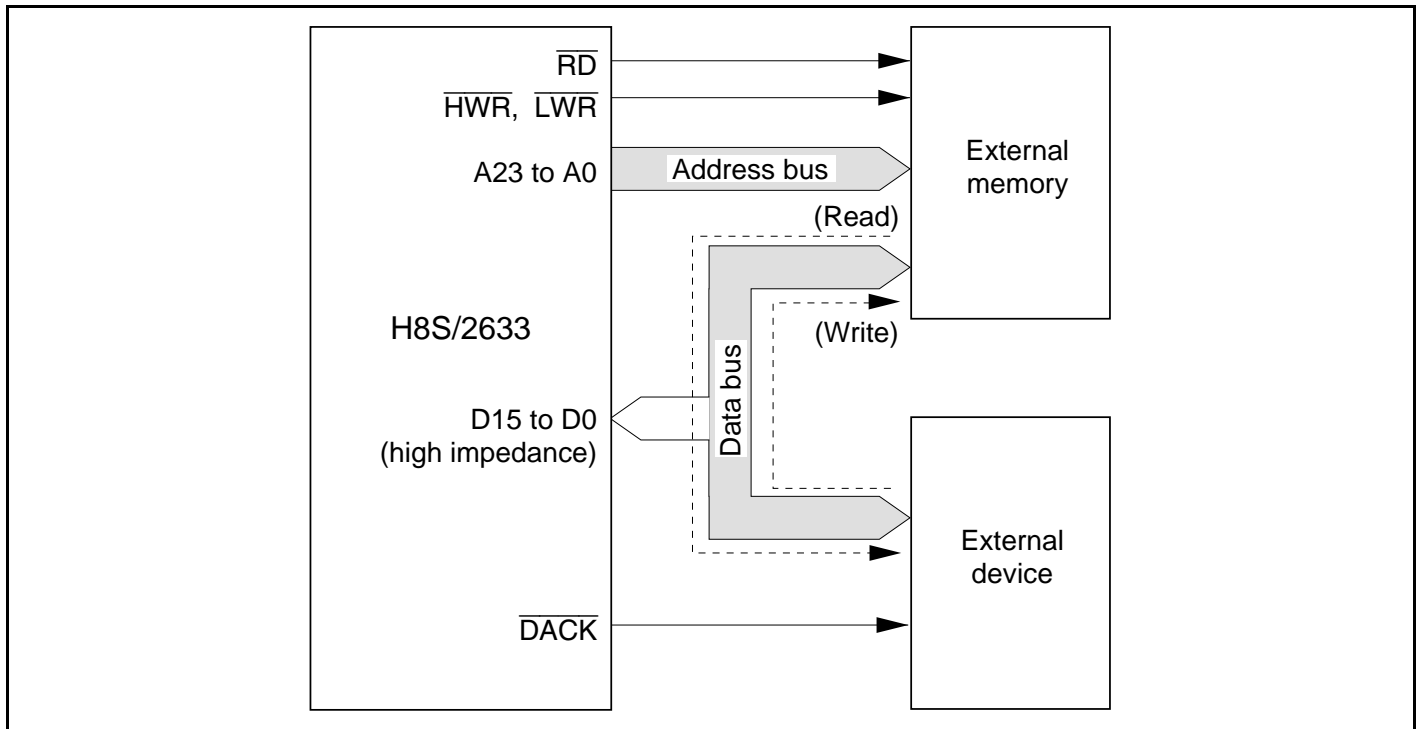 RD
HWR, LWR
A23 to A0
Address bus
External
memory
(Read)
H8S/2633
(Write)
Data bus
D15 to D0
(high impedance)
External
device
DACK